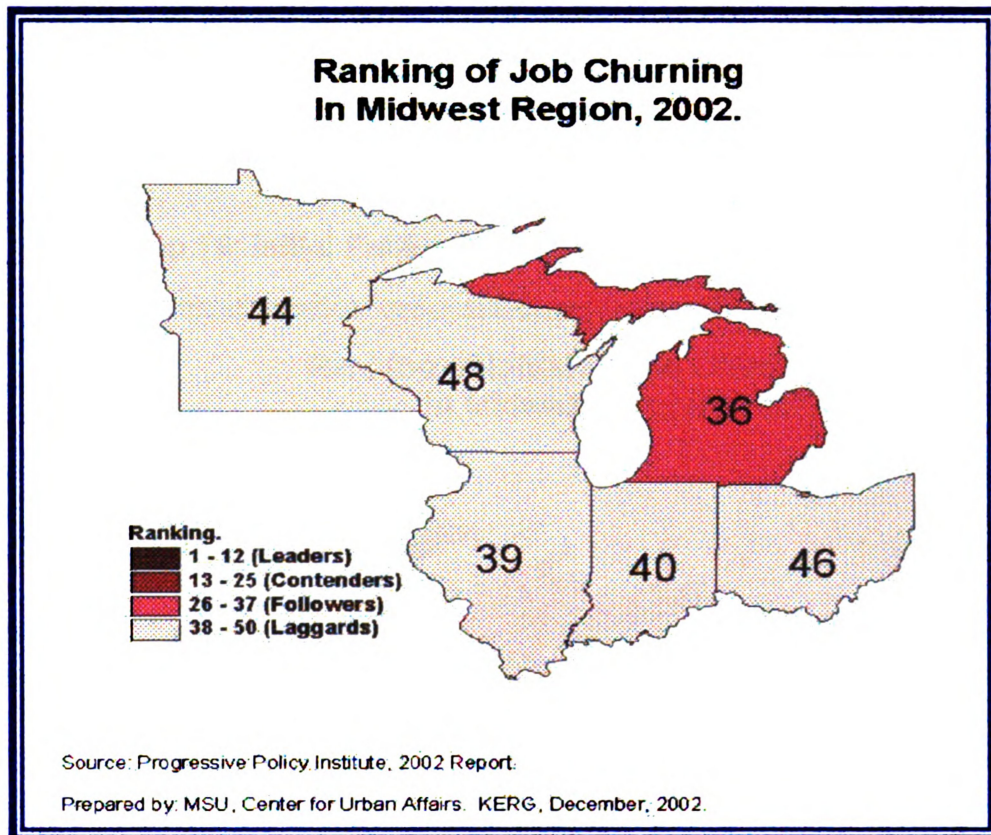 Ranking of Job Churning
In Midwest Region, 2002.
44
48
36
39
40
46
Ranking.
1 - 12 (Leaders)
13 - 25 (Contenders)
26 - 37 (Followers)
38 - 50 (Laggards)
Source: Progressive Policy Institute, 2002 Report.
Prepared by: MSU, Center for Urban Affairs. KERG, December, 2002.